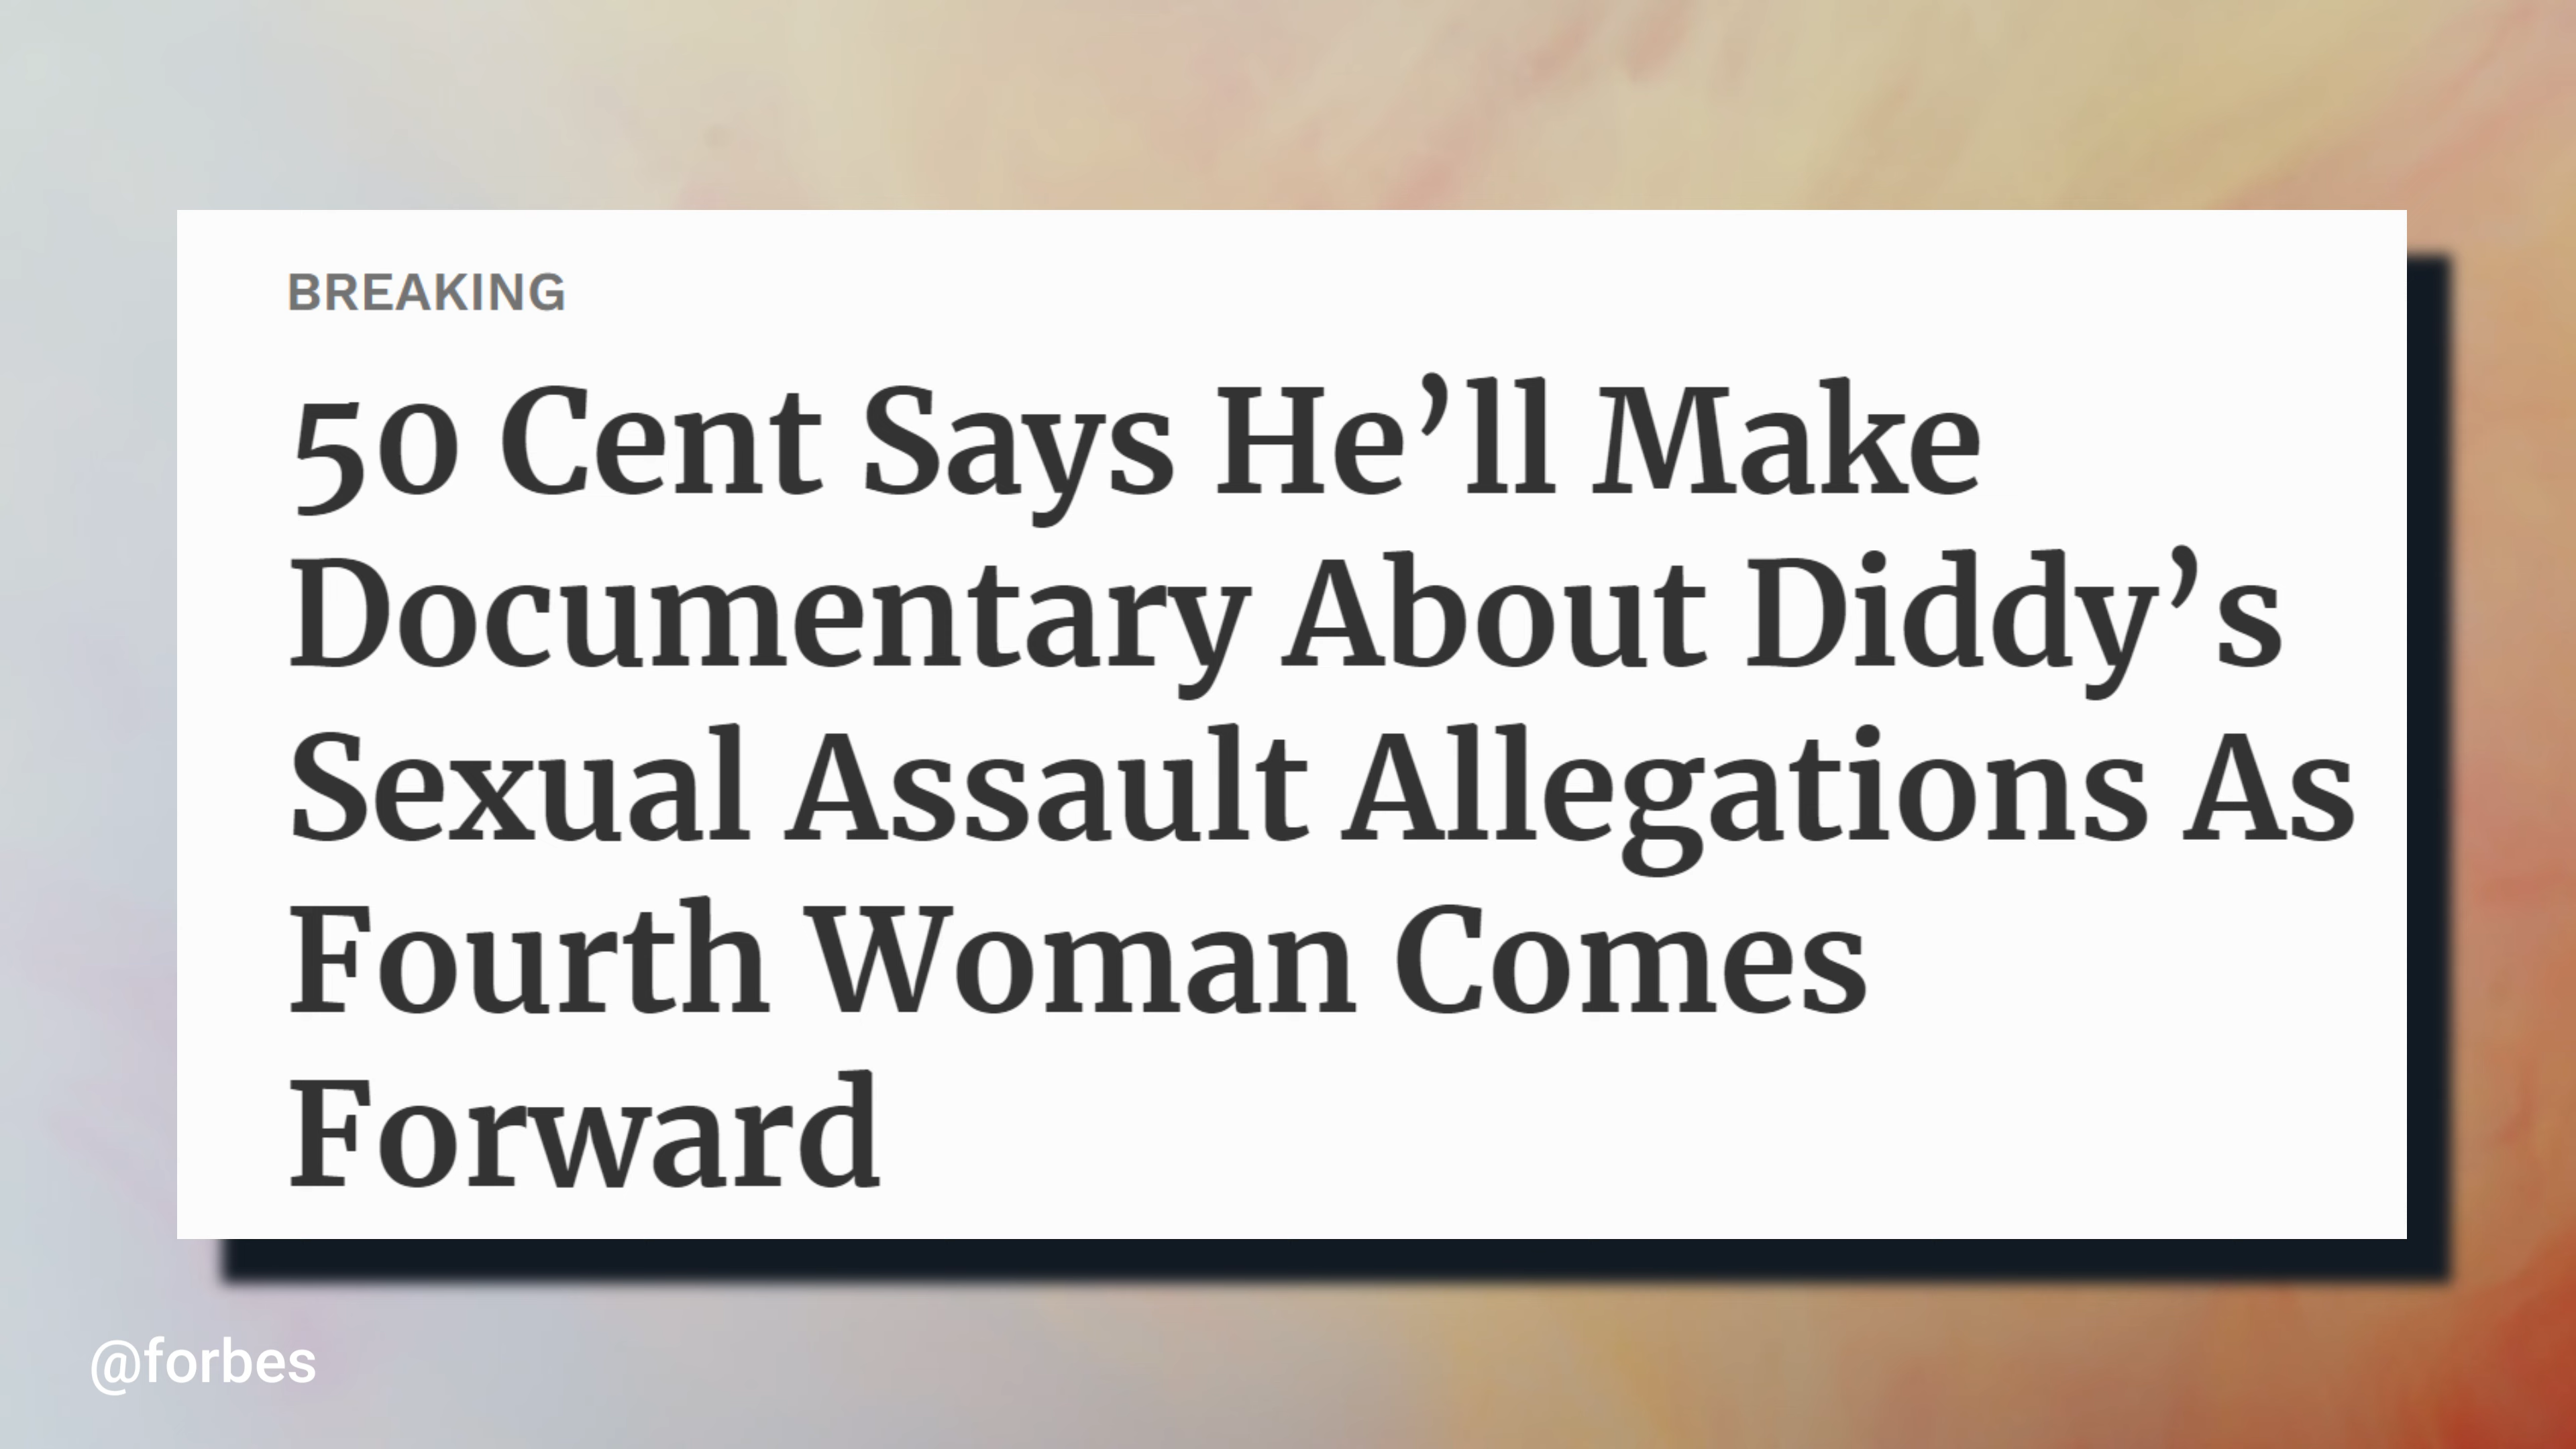 BREAKING
50 Cent Says He’ll Make
Documentary About Diddy’s
Sexual Assault Allegations As
Fourth Woman Comes
Forward
@forbes